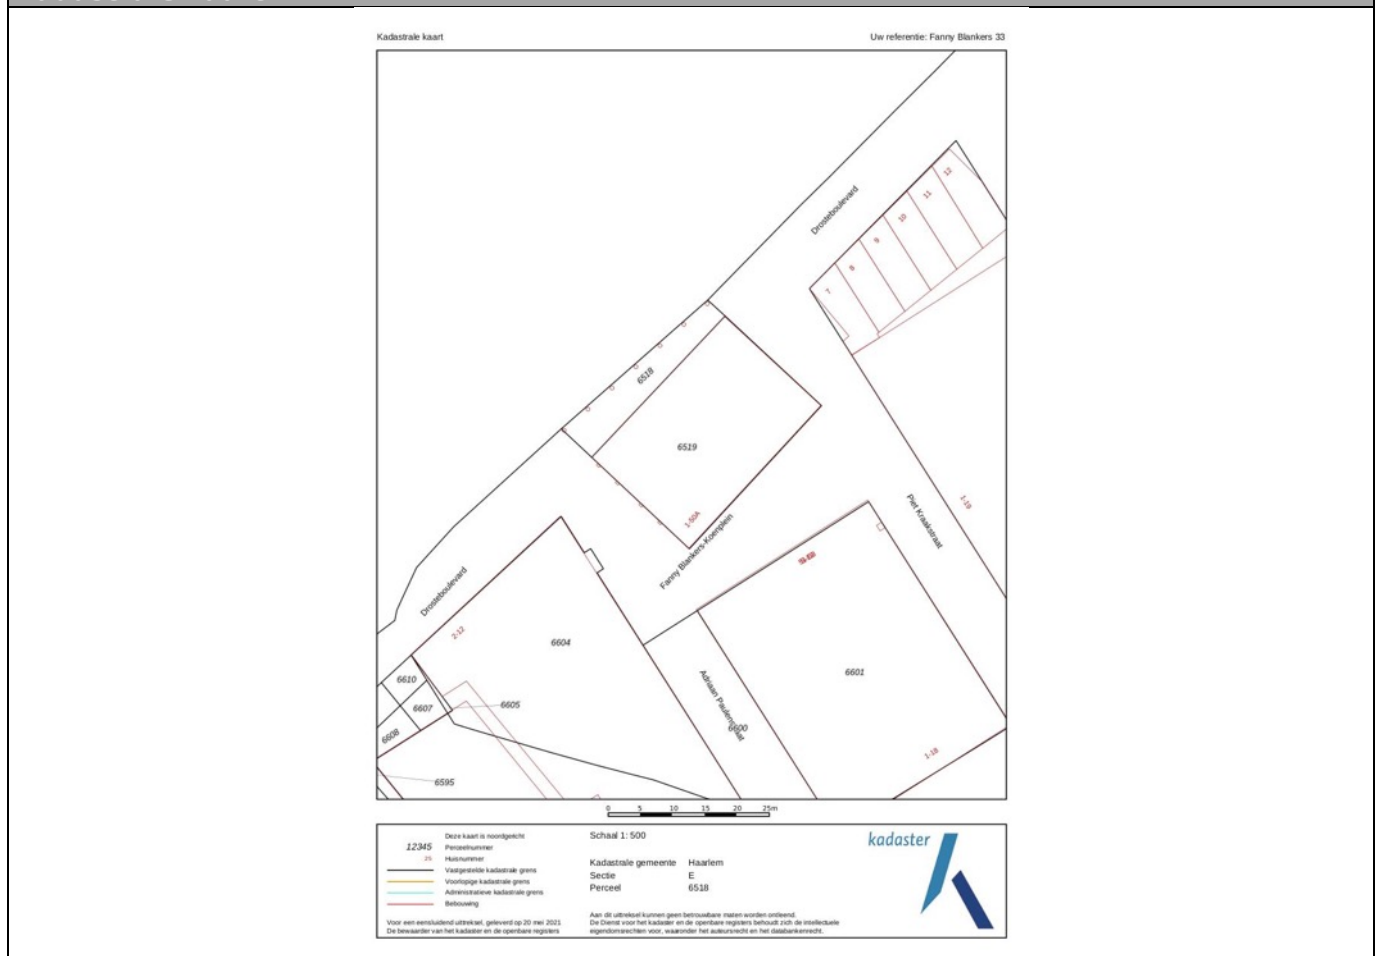 Kadastrale kaart
Uw referentie: Fanny Blankers 33
Drosteboulevard
12
11
10
9
8
7
6518
6519
1-50A
Fanny Blankers-Koenplein
Piet Kraakstraat
1-19
Drosteboulevard
2-12
6604
6601
Adriaan Paulenstraat
6600
6610
6607
6605
6608
6595
1-18
0 5 10 15 20 25m
Deze kaart is noordgericht
12345 Perceelnummer
25 Huisnummer
Vastgestelde kadastrale grens
Voorlopige kadastrale grens
Administratieve kadastrale grens
Bebouwing
Voor een eensluidend uittreksel, geleverd op 20 mei 2021
De bewaarder van het kadaster en de openbare registers
Schaal 1: 500
Kadastrale gemeente Haarlem
Sectie E
Perceel 6518
Aan dit uittreksel kunnen geen betrouwbare maten worden ontleend.
De Dienst voor het kadaster en de openbare registers behoudt zich de intellectuele
eigendomsrechten voor, waaronder het auteursrecht en het databankenrecht.
kadaster